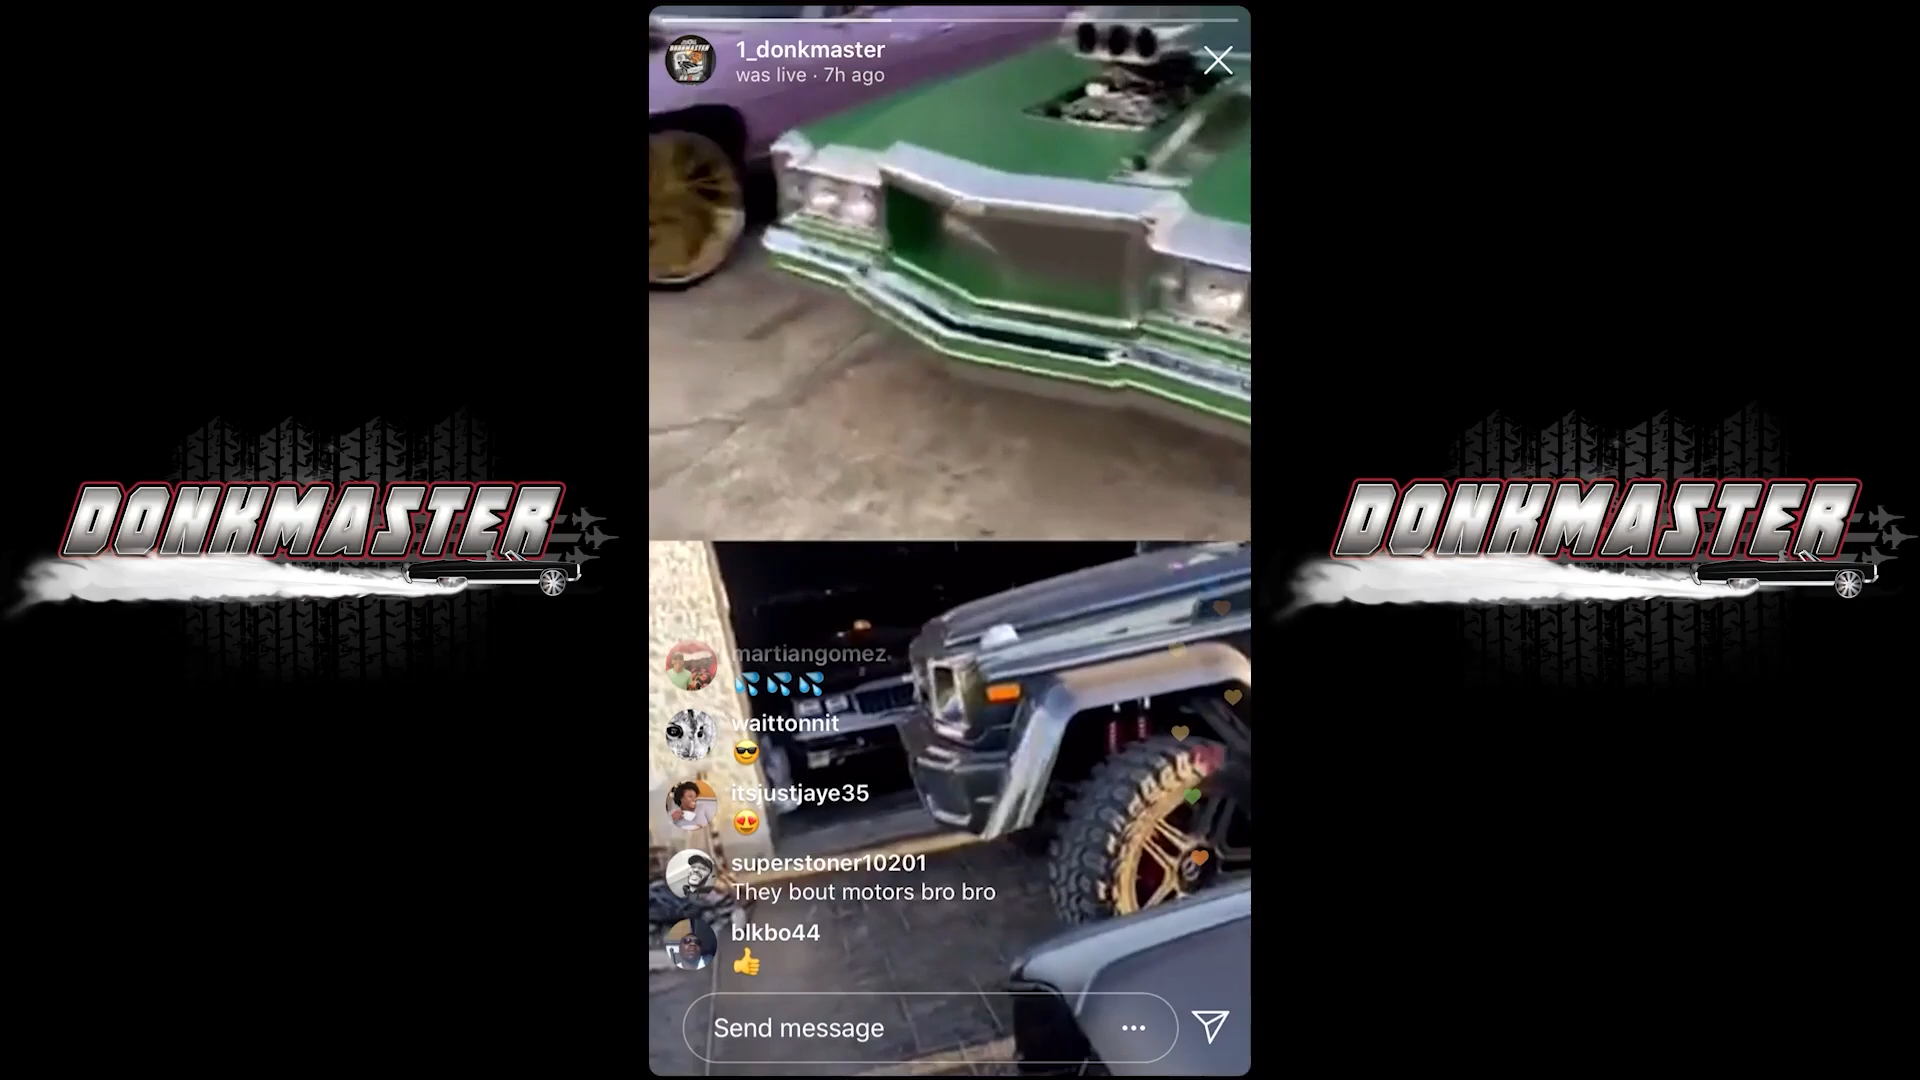 1_donkmaster
was live · 7h ago
DONKMASTER
DONKMASTER
martiangomez
💦💦💦
waittonnit
😎
itsjustjaye35
😍
superstoner10201
They bout motors bro bro
blkbo44
👍
Send message